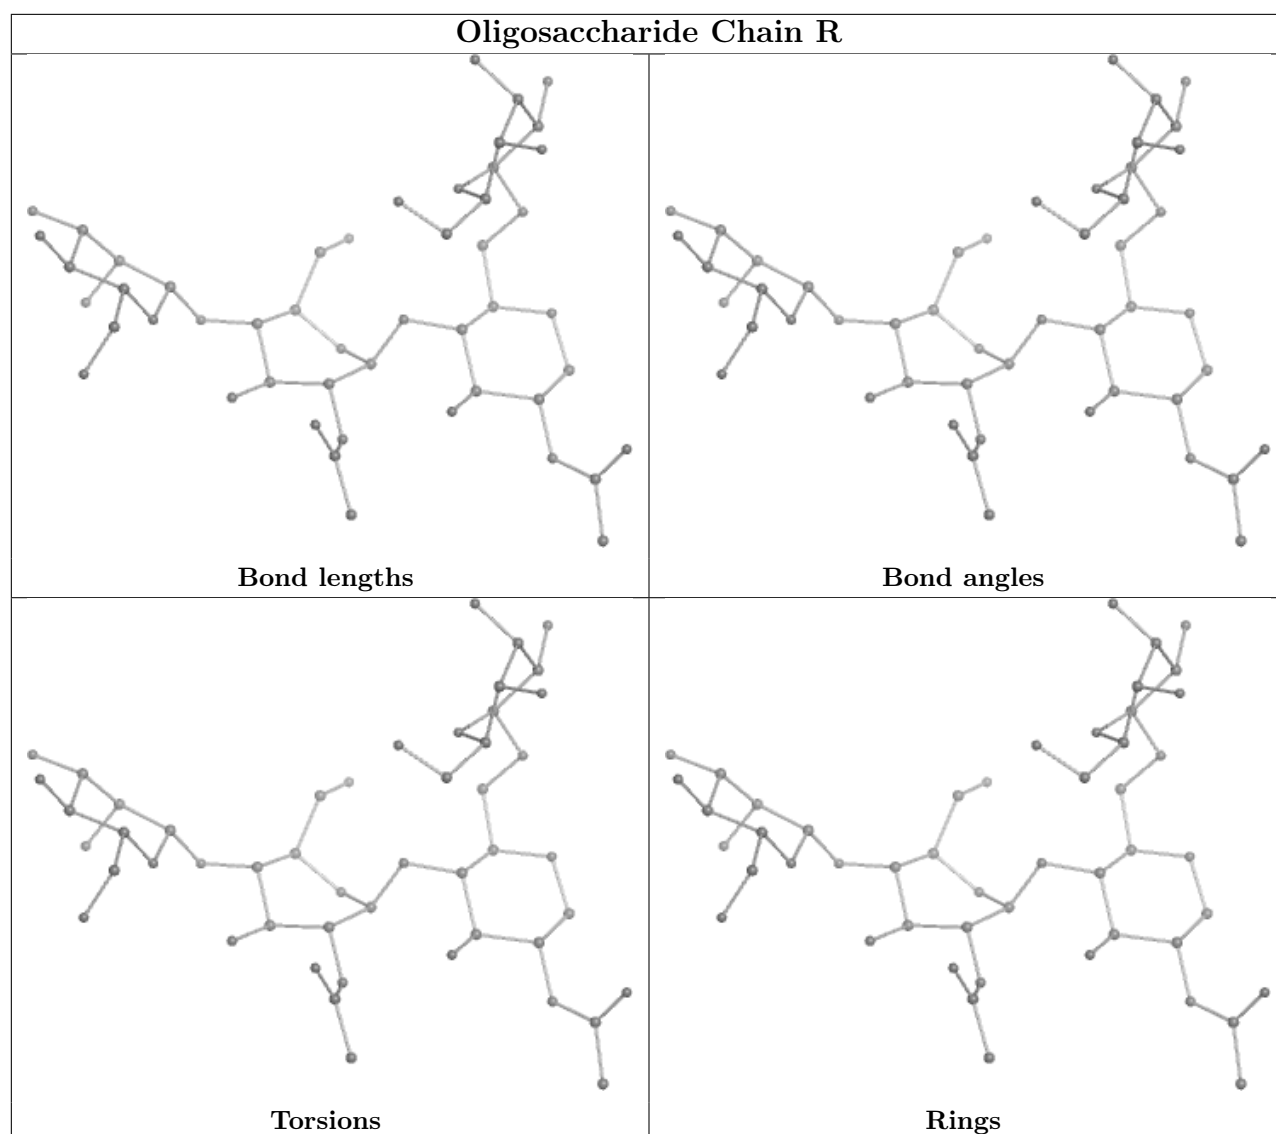 Oligosaccharide Chain R
Bond lengths
Bond angles
Torsions
Rings